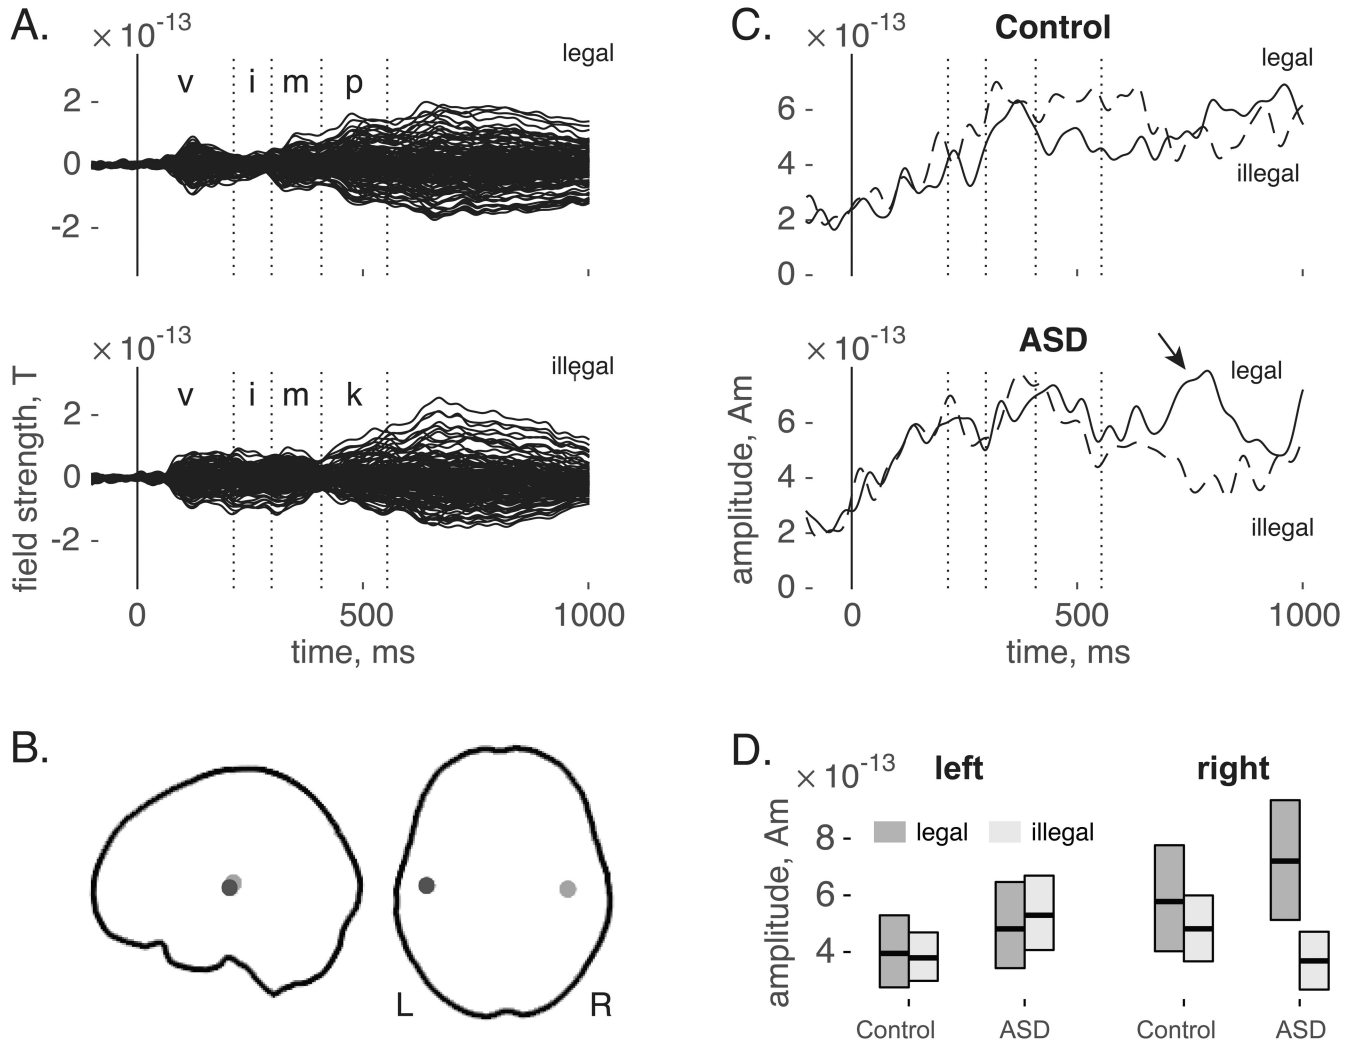 A.
× 10-13
legal
v i m p
2 -
0
-2 -
× 10-13
illegal
v i m k
2 -
0
-2 -
field strength, T
0 500 1000
time, ms
C.
× 10-13
Control
legal
illegal
6 -
4 -
2 -
0 -
× 10-13
ASD
legal
illegal
6 -
4 -
2 -
0 -
amplitude, Am
0 500 1000
time, ms
B.
L R
D.
× 10-13
left right
legal illegal
8 -
6 -
4 -
amplitude, Am
Control ASD Control ASD